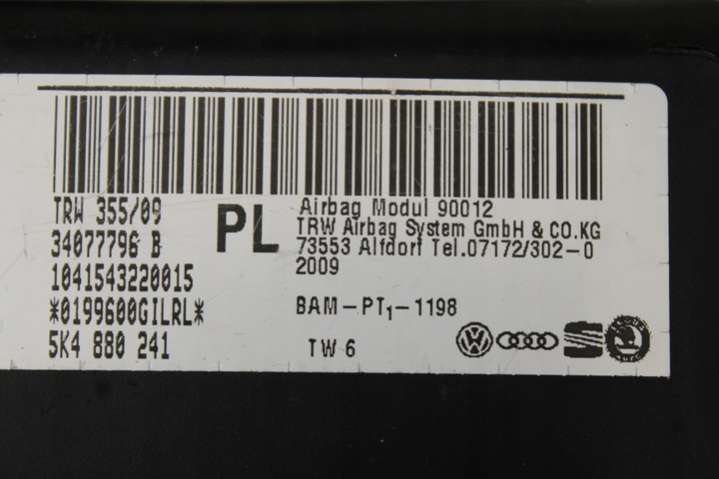 TRW 355/09
34077796 B
1041543220015
*0199600GILRL*
5K4 880 241
PL
Airbag Modul 90012
TRW Airbag System GmbH & CO.KG
73553 Alfdorf Tel.07172/302-0
2009
BAM-PT1-1198
TW 6